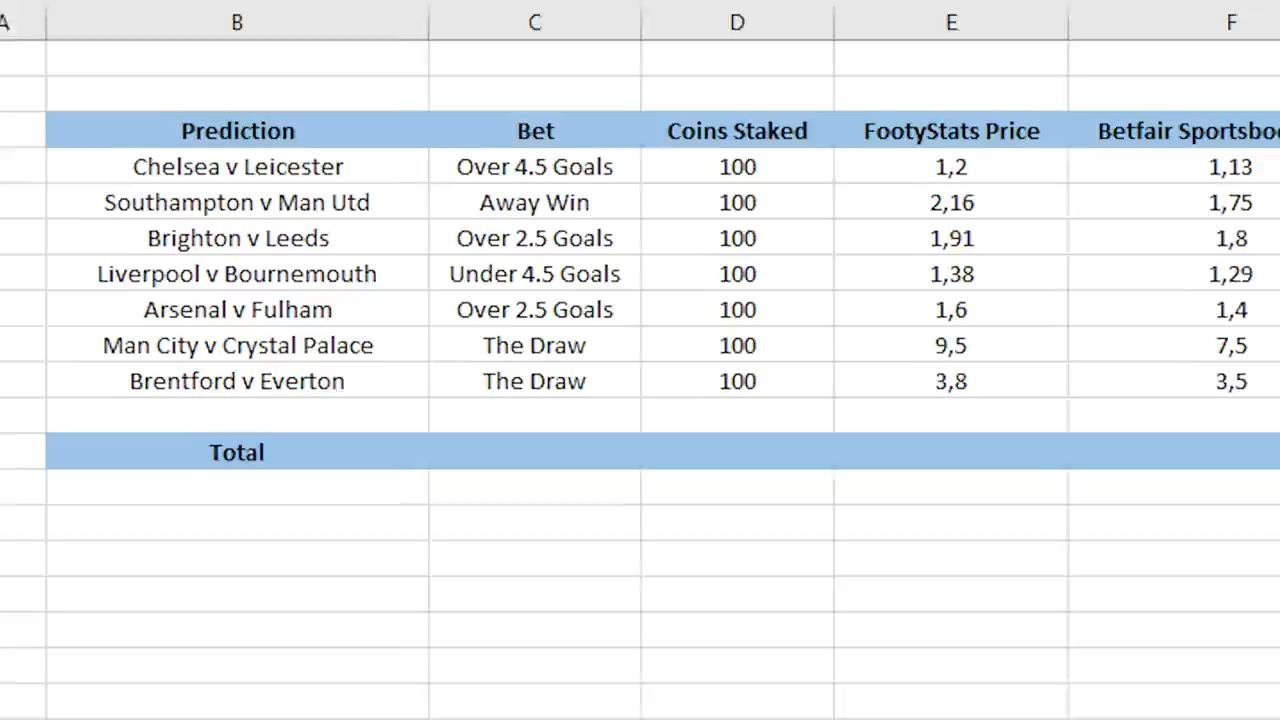 A B C D E F
Prediction Bet Coins Staked FootyStats Price Betfair Sportsboo
Chelsea v Leicester Over 4.5 Goals 100 1,2 1,13
Southampton v Man Utd Away Win 100 2,16 1,75
Brighton v Leeds Over 2.5 Goals 100 1,91 1,8
Liverpool v Bournemouth Under 4.5 Goals 100 1,38 1,29
Arsenal v Fulham Over 2.5 Goals 100 1,6 1,4
Man City v Crystal Palace The Draw 100 9,5 7,5
Brentford v Everton The Draw 100 3,8 3,5
Total